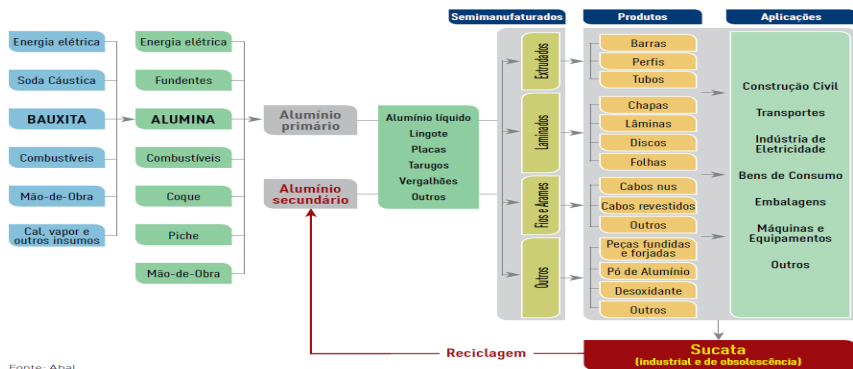 Semimanufaturados
Produtos
Aplicações
Energia elétrica
Soda Cáustica
BAUXITA
Combustíveis
Mão-de-Obra
Cal, vapor e
outros insumos
Energia elétrica
Fundentes
ALUMINA
Combustíveis
Coque
Piche
Mão-de-Obra
Alumínio
primário
Alumínio
secundário
Alumínio líquido
Lingote
Placas
Tarugos
Vergalhões
Outros
Extrudados
Laminados
Fios e Arames
Outros
Barras
Perfis
Tubos
Chapas
Lâminas
Discos
Folhas
Cabos nus
Cabos revestidos
Outros
Peças fundidas
e forjadas
Pó de Alumínio
Desoxidante
Outros
Construção Civil
Transportes
Indústria de
Eletricidade
Bens de Consumo
Embalagens
Máquinas e
Equipamentos
Outros
Reciclagem
Sucata
(industrial e de obsolescência)
Fonte: Abal